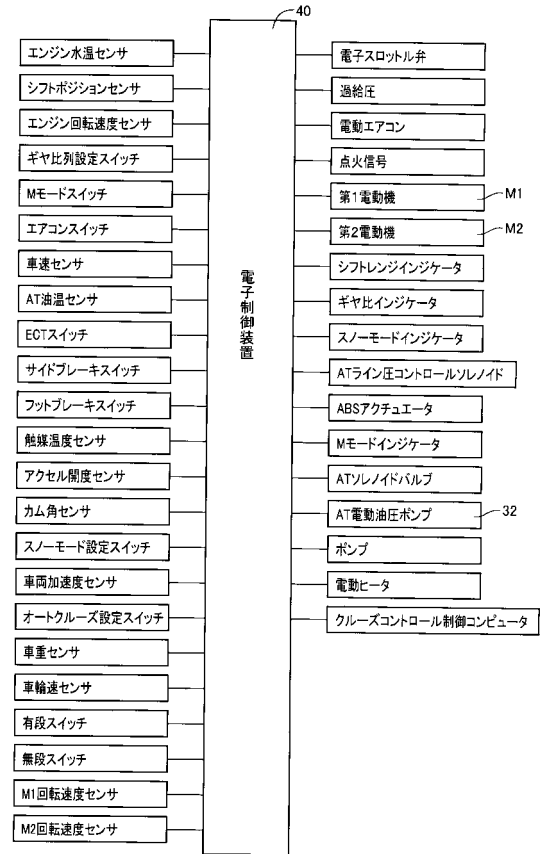 40
エンジン水温センサ
シフトポジションセンサ
エンジン回転速度センサ
ギヤ比列設定スイッチ
Mモードスイッチ
エアコンスイッチ
車速センサ
AT油温センサ
ECTスイッチ
サイドブレーキスイッチ
フットブレーキスイッチ
触媒温度センサ
アクセル開度センサ
カム角センサ
スノーモード設定スイッチ
車両加速度センサ
オートクルーズ設定スイッチ
車重センサ
車輪速センサ
有段スイッチ
無段スイッチ
M1回転速度センサ
M2回転速度センサ
電子制御装置
電子スロットル弁
過給圧
電動エアコン
点火信号
第1電動機 M1
第2電動機 M2
シフトレンジインジケータ
ギヤ比インジケータ
スノーモードインジケータ
ATライン圧コントロールソレノイド
ABSアクチュエータ
Mモードインジケータ
ATソレノイドバルブ
AT電動油圧ポンプ 32
ポンプ
電動ヒータ
クルーズコントロール制御コンピュータ